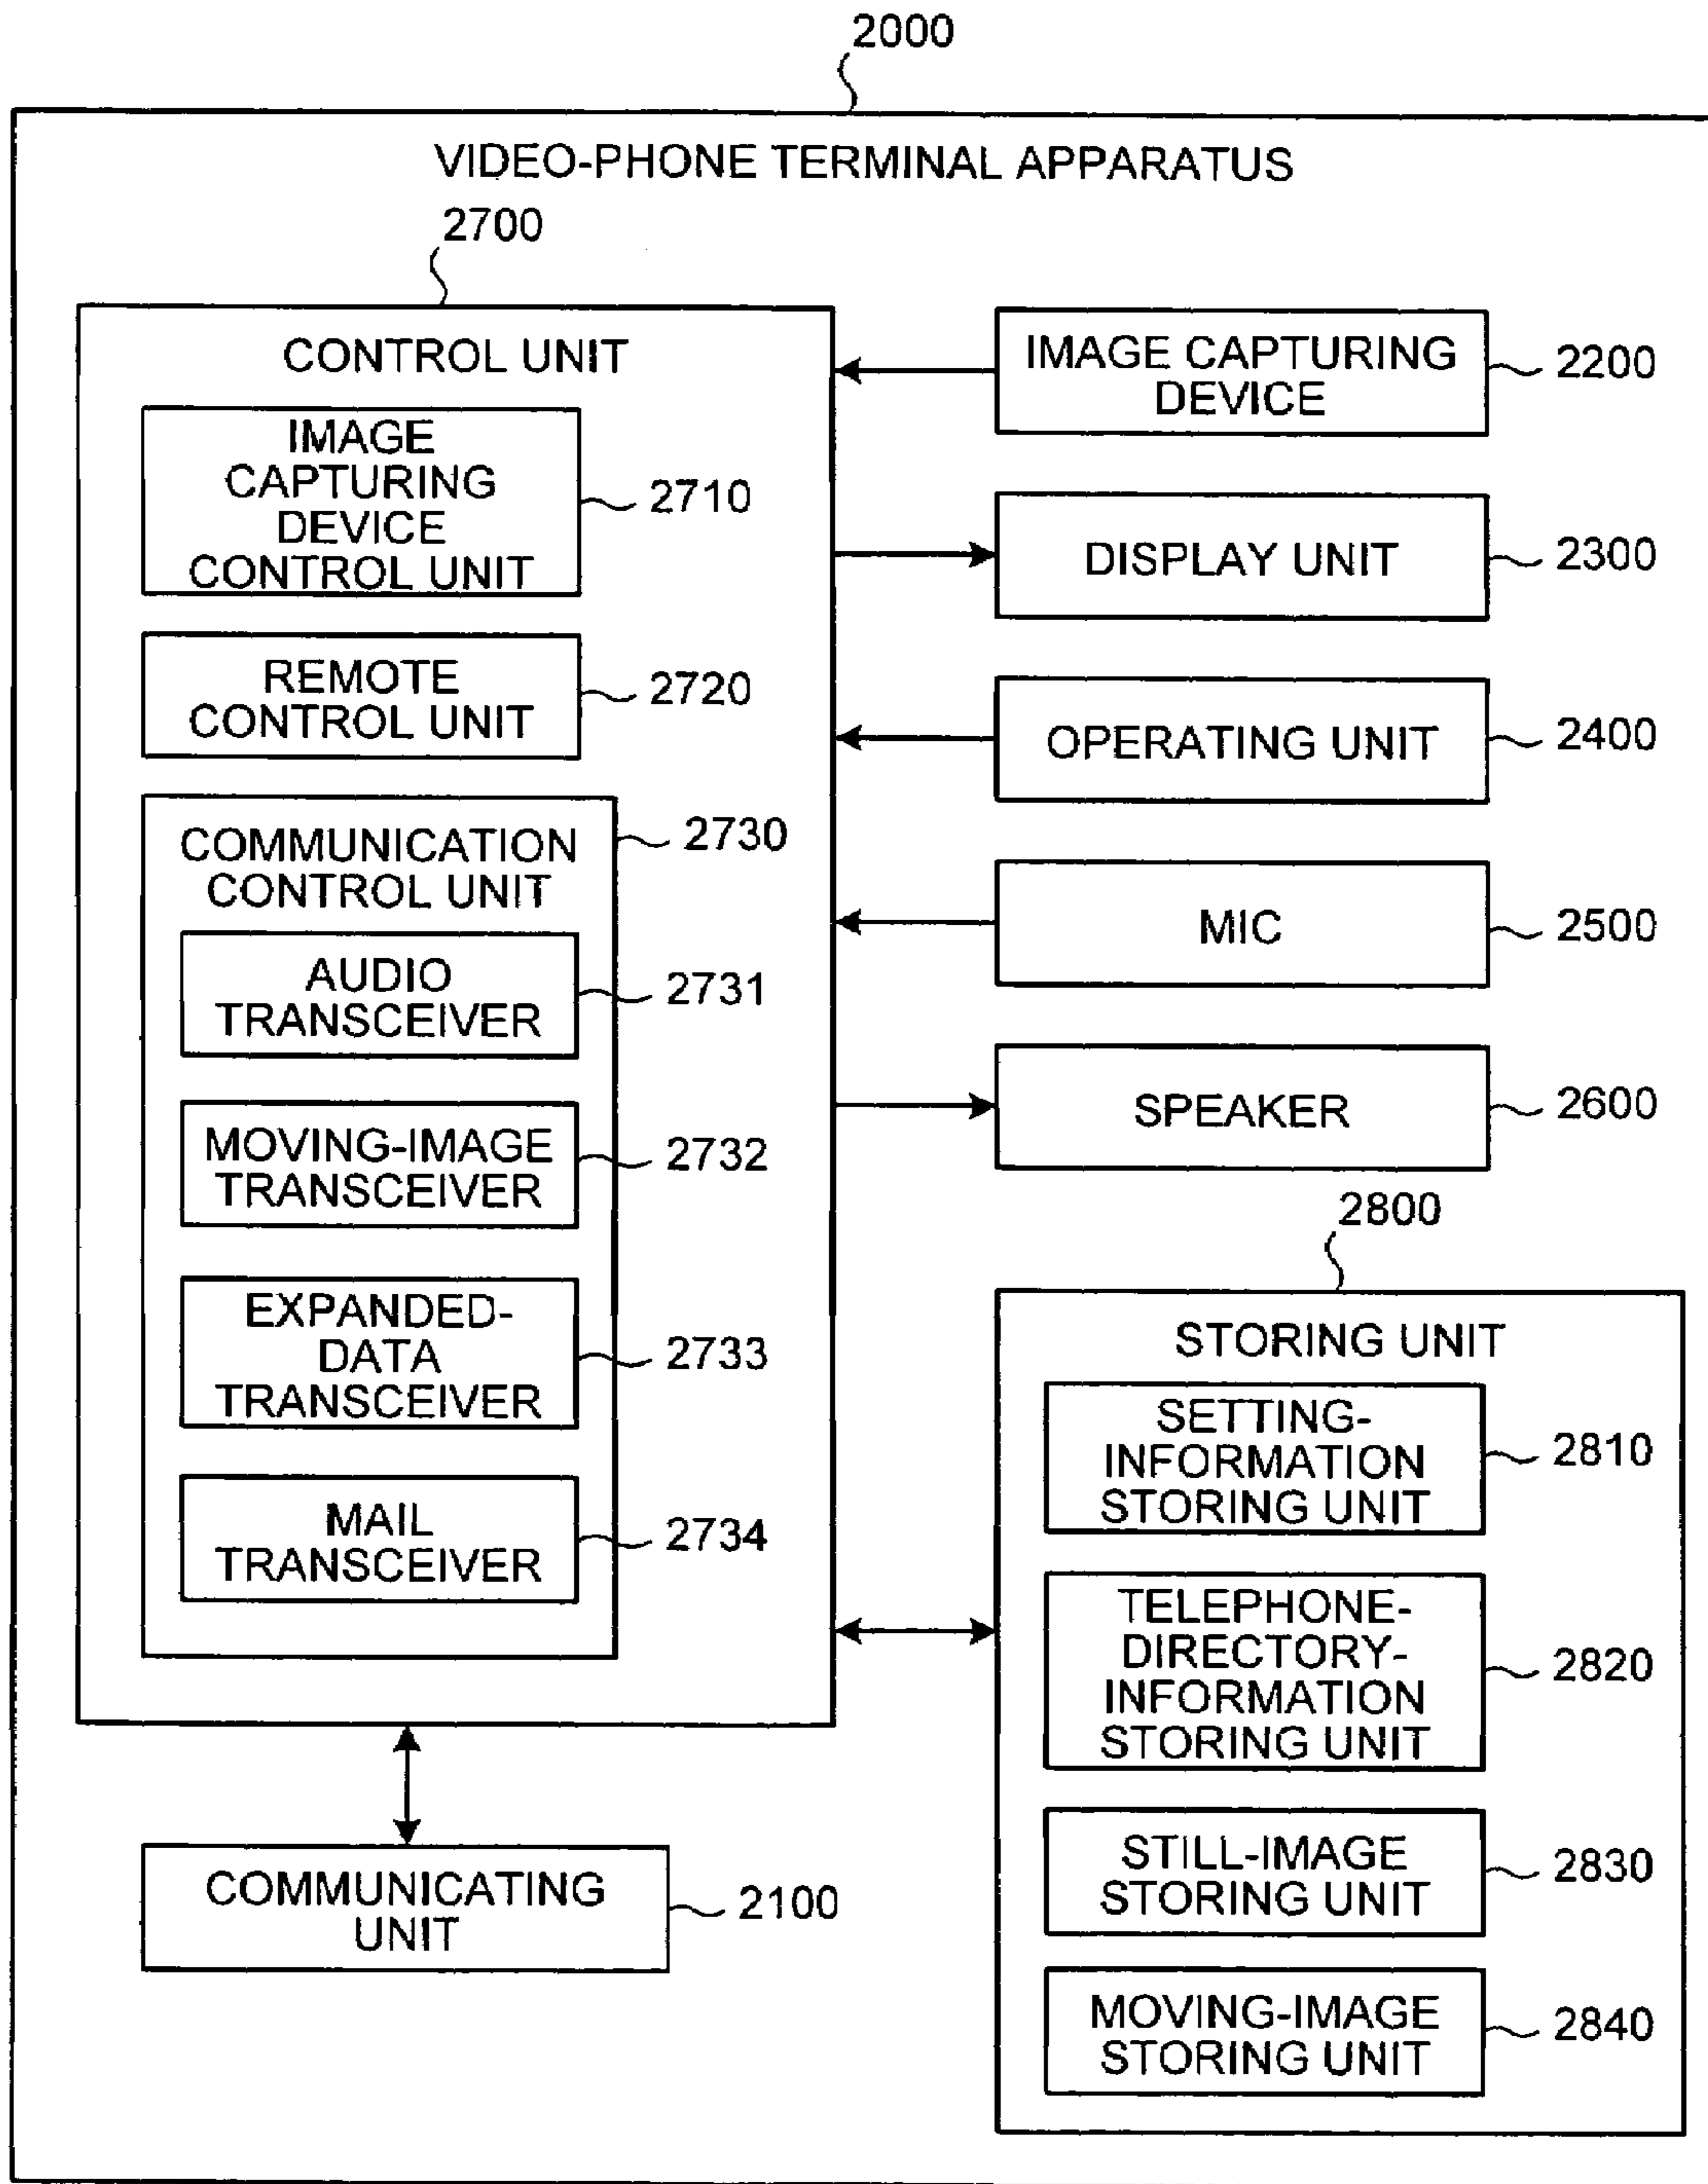 2000
VIDEO-PHONE TERMINAL APPARATUS
2700
CONTROL UNIT
IMAGE
CAPTURING
DEVICE
CONTROL UNIT
2710
REMOTE
CONTROL UNIT
2720
COMMUNICATION
CONTROL UNIT
2730
AUDIO
TRANSCEIVER
2731
MOVING-IMAGE
TRANSCEIVER
2732
EXPANDED-
DATA
TRANSCEIVER
2733
MAIL
TRANSCEIVER
2734
COMMUNICATING
UNIT
2100
IMAGE CAPTURING
DEVICE
2200
DISPLAY UNIT
2300
OPERATING UNIT
2400
MIC
2500
SPEAKER
2600
2800
STORING UNIT
SETTING-
INFORMATION
STORING UNIT
2810
TELEPHONE-
DIRECTORY-
INFORMATION
STORING UNIT
2820
STILL-IMAGE
STORING UNIT
2830
MOVING-IMAGE
STORING UNIT
2840